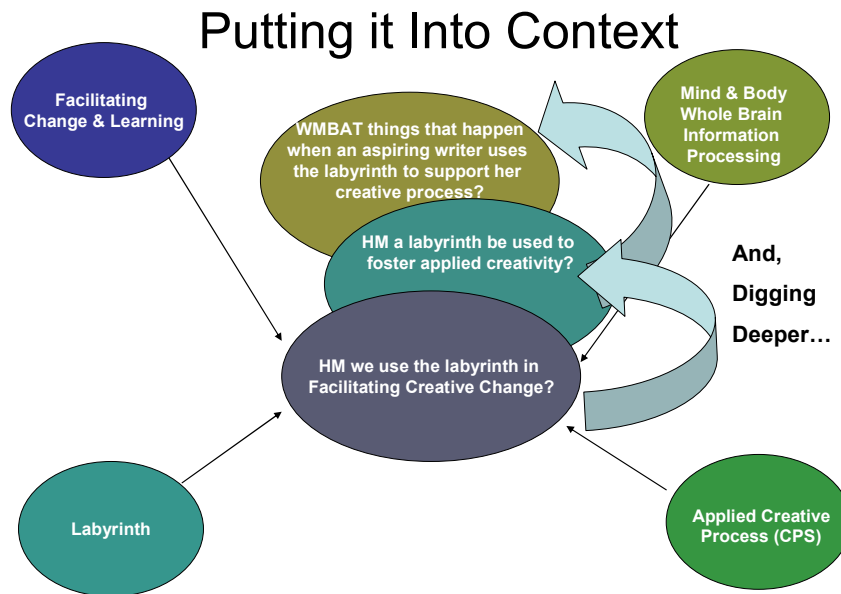 Putting it Into Context
Facilitating
Change & Learning
Mind & Body
Whole Brain
Information
Processing
WMBAT things that happen
when an aspiring writer uses
the labyrinth to support her
creative process?
HM a labyrinth be used to
foster applied creativity?
And,
Digging
Deeper…
HM we use the labyrinth in
Facilitating Creative Change?
Labyrinth
Applied Creative
Process (CPS)